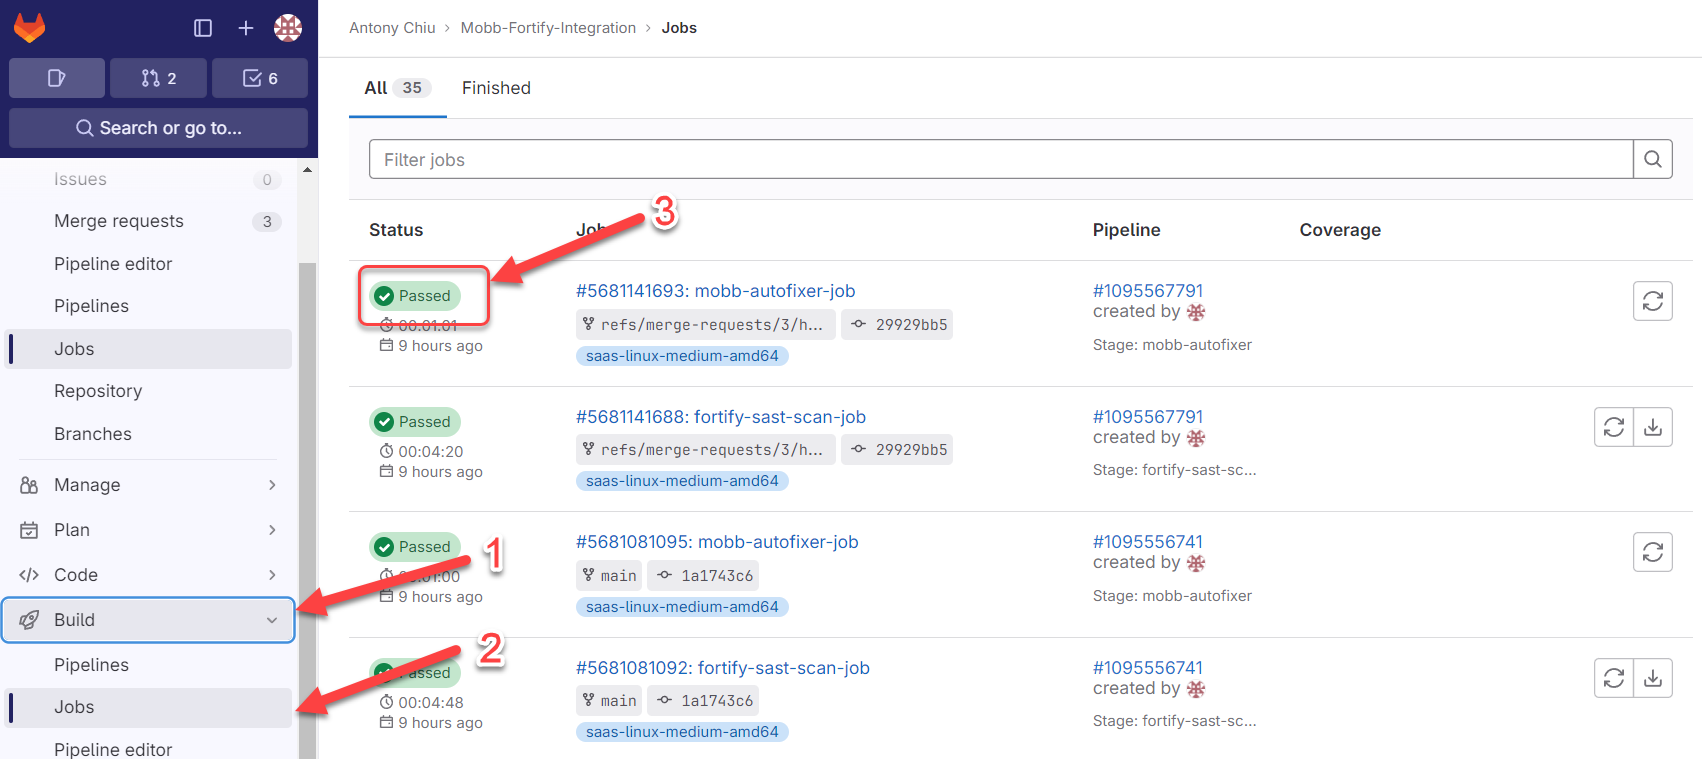 Antony Chiu › Mobb-Fortify-Integration › Jobs
2
6
Search or go to...
All 35
Finished
Filter jobs
Issues 0
Merge requests 3
Pipeline editor
Pipelines
Jobs
Repository
Branches
Manage
Plan
Code
Build
Pipelines
Jobs
Pipeline editor
1
2
3
Status Job Pipeline Coverage
Passed
00:01:01
9 hours ago
#5681141693: mobb-autofixer-job
refs/merge-requests/3/h... 29929bb5
saas-linux-medium-amd64
#1095567791
created by
Stage: mobb-autofixer
Passed
00:04:20
9 hours ago
#5681141688: fortify-sast-scan-job
refs/merge-requests/3/h... 29929bb5
saas-linux-medium-amd64
#1095567791
created by
Stage: fortify-sast-sc...
Passed
00:01:00
9 hours ago
#5681081095: mobb-autofixer-job
main 1a1743c6
saas-linux-medium-amd64
#1095556741
created by
Stage: mobb-autofixer
Passed
00:04:48
9 hours ago
#5681081092: fortify-sast-scan-job
main 1a1743c6
saas-linux-medium-amd64
#1095556741
created by
Stage: fortify-sast-sc...